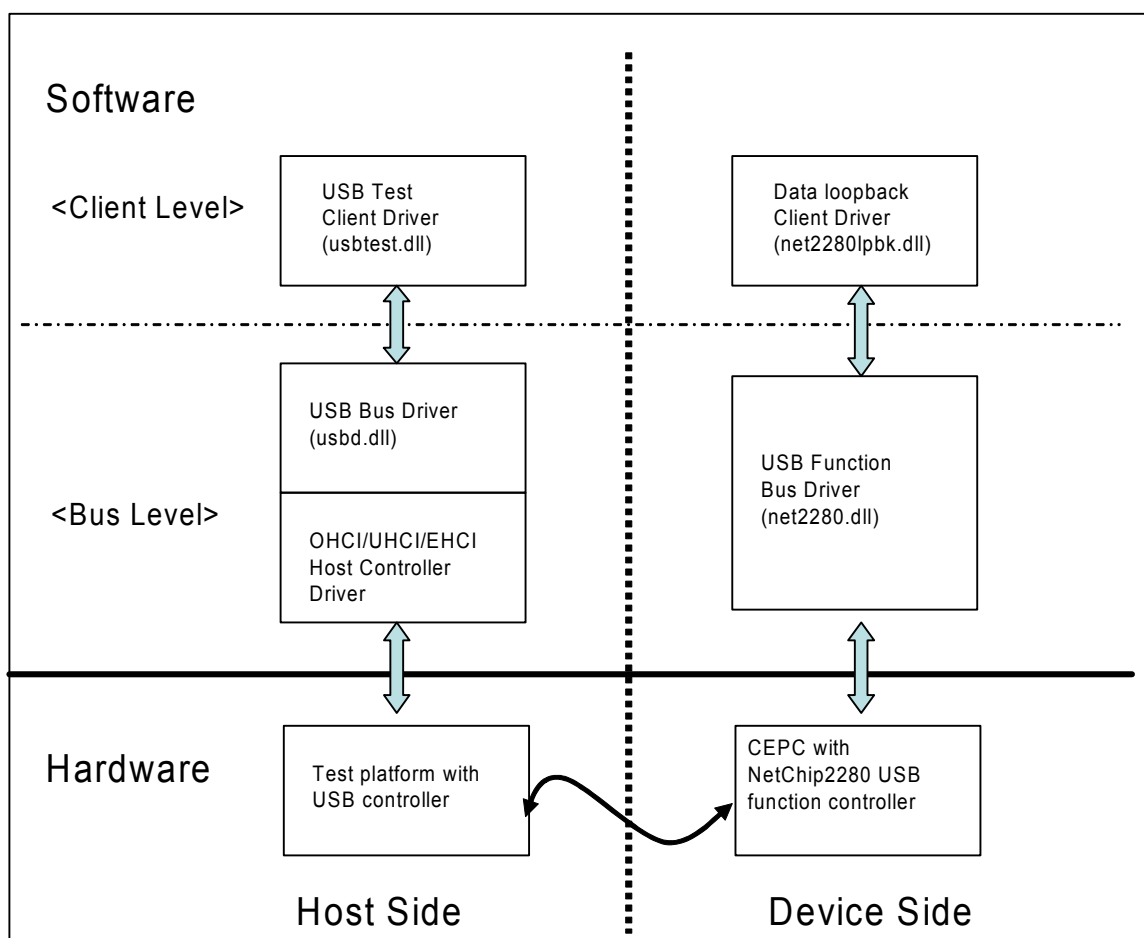 Software
<Client Level>
USB Test
Client Driver
(usbtest.dll)
Data loopback
Client Driver
(net2280lpbk.dll)
<Bus Level>
USB Bus Driver
(usbd.dll)
OHCI/UHCI/EHCI
Host Controller
Driver
USB Function
Bus Driver
(net2280.dll)
Hardware
Test platform with
USB controller
CEPC with
NetChip2280 USB
function controller
Host Side
Device Side